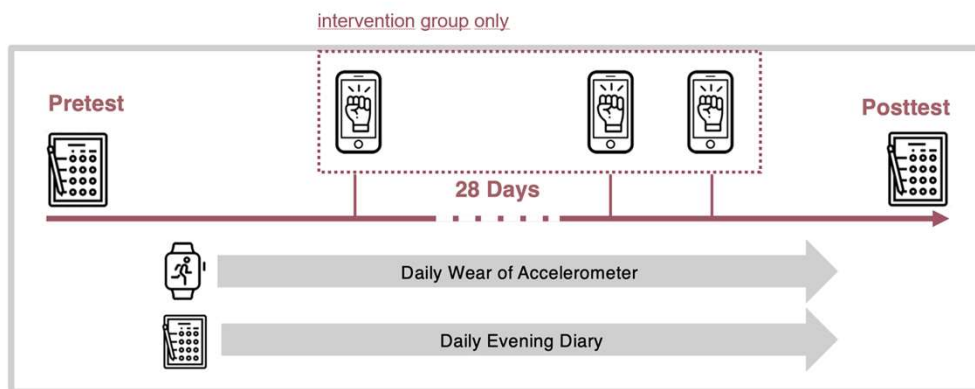 intervention group only
Pretest
Posttest
28 Days
Daily Wear of Accelerometer
Daily Evening Diary